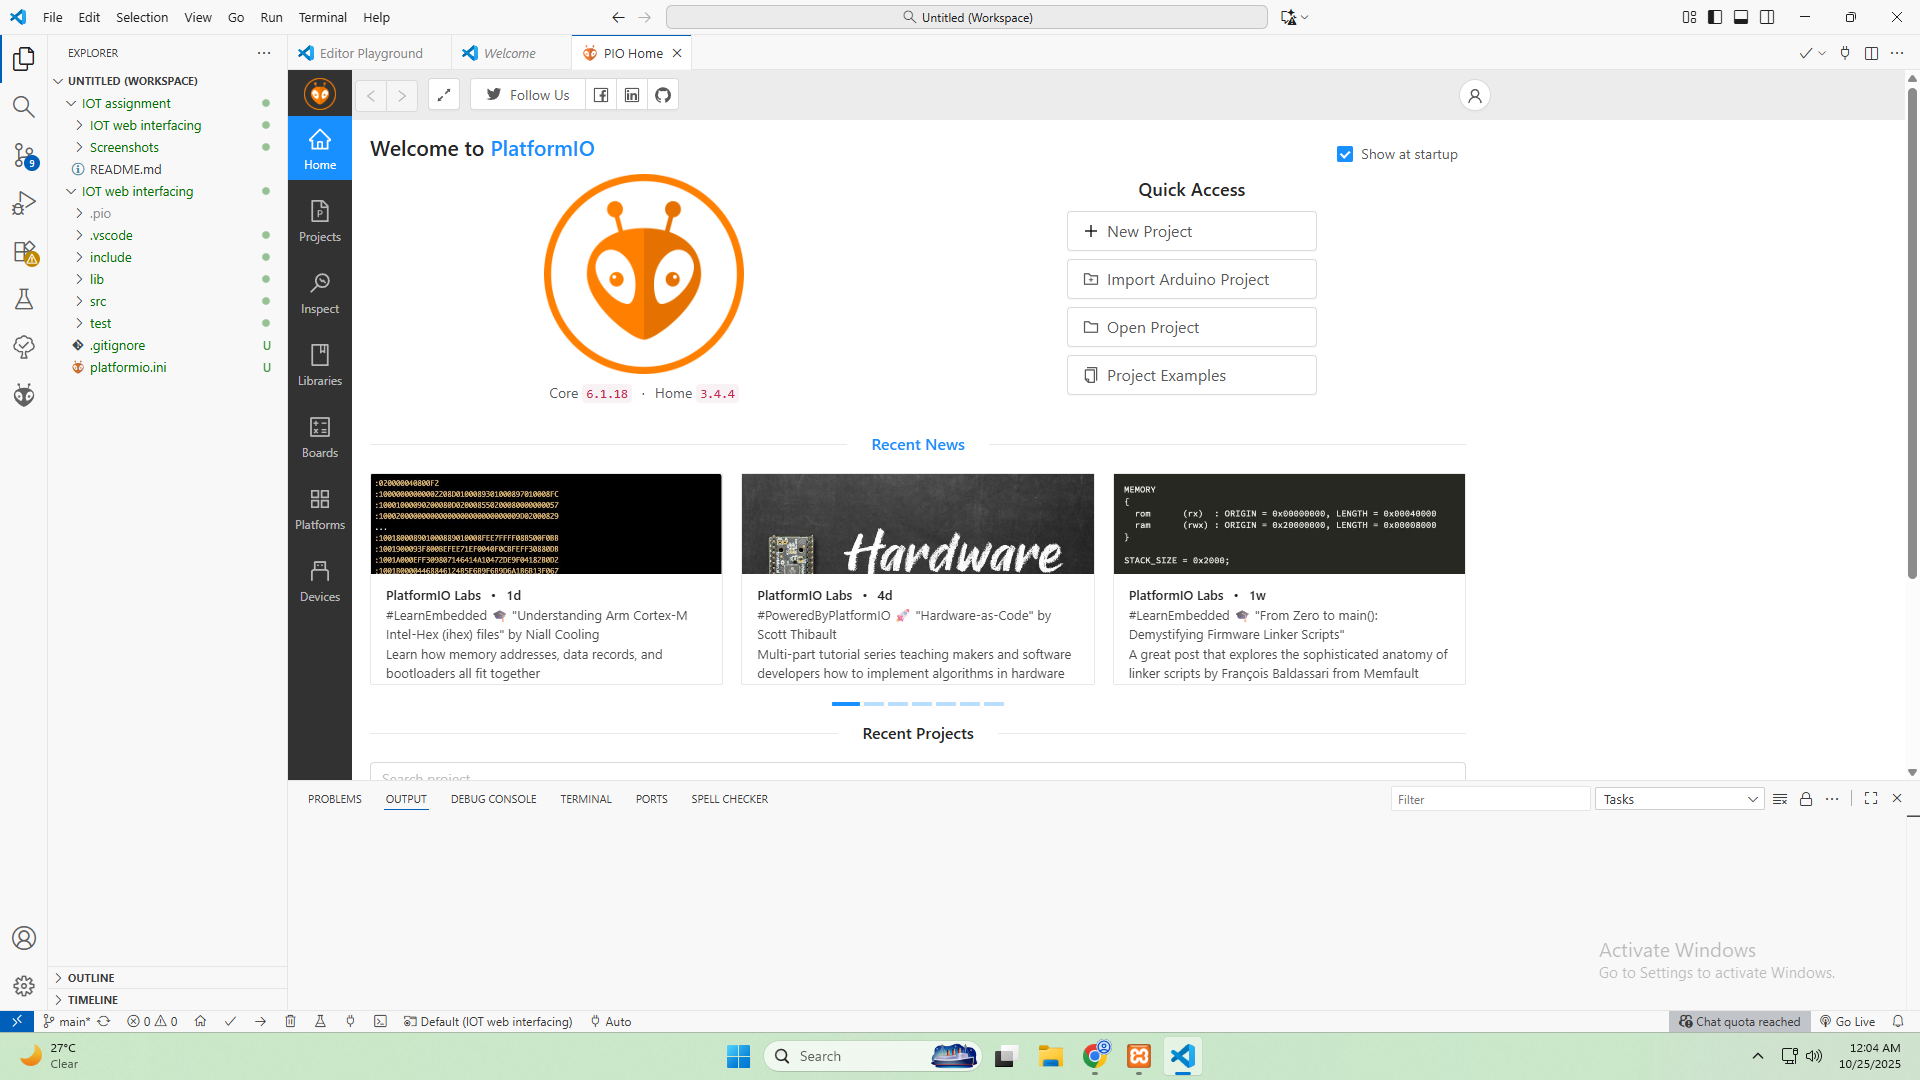 File Edit Selection View Go Run Terminal Help
Untitled (Workspace)
EXPLORER
UNTITLED (WORKSPACE)
IOT assignment
IOT web interfacing
Screenshots
README.md
IOT web interfacing
.pio
.vscode
include
lib
src
test
.gitignore U
platformio.ini U
OUTLINE
TIMELINE
9
Editor Playground Welcome PIO Home
Follow Us
Home
Projects
Inspect
Libraries
Boards
Platforms
Devices
Welcome to PlatformIO
Show at startup
Core 6.1.18 · Home 3.4.4
Quick Access
New Project
Import Arduino Project
Open Project
Project Examples
Recent News
:020000040800F2
...
PlatformIO Labs • 1d
#LearnEmbedded "Understanding Arm Cortex-M
Intel-Hex (ihex) files" by Niall Cooling
Learn how memory addresses, data records, and
bootloaders all fit together
Hardware
PlatformIO Labs • 4d
#PoweredByPlatformIO "Hardware-as-Code" by
Scott Thibault
Multi-part tutorial series teaching makers and software
developers how to implement algorithms in hardware
MEMORY
{
rom (rx) : ORIGIN = 0x00000000, LENGTH = 0x00040000
ram (rwx) : ORIGIN = 0x20000000, LENGTH = 0x00008000
}
STACK_SIZE = 0x2000;
PlatformIO Labs • 1w
#LearnEmbedded "From Zero to main():
Demystifying Firmware Linker Scripts"
A great post that explores the sophisticated anatomy of
linker scripts by François Baldassari from Memfault
Recent Projects
Search project...
PROBLEMS OUTPUT DEBUG CONSOLE TERMINAL PORTS SPELL CHECKER
Filter
Tasks
Activate Windows
Go to Settings to activate Windows.
main* 0 0 Default (IOT web interfacing) Auto
Chat quota reached Go Live
27°C
Clear
Search
12:04 AM
10/25/2025